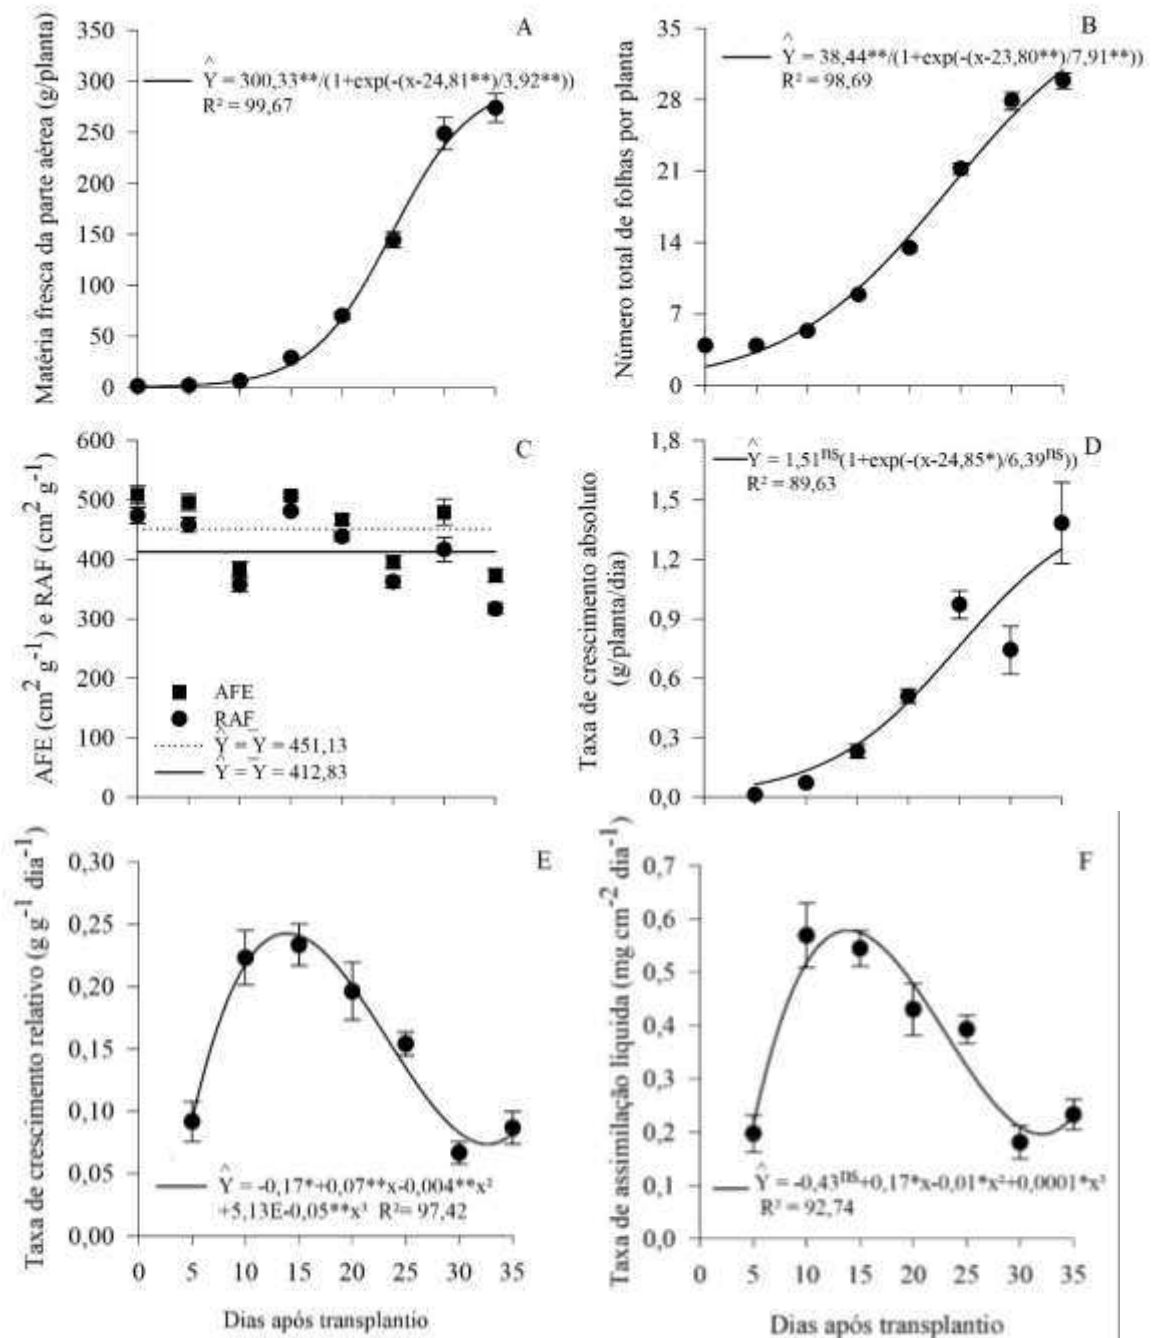 A
Matéria fresca da parte aérea (g/planta)
350
300
250
200
150
100
50
0
Ŷ = 300,33**/(1+exp(-(x-24,81**)/3,92**))
R² = 99,67
B
Número total de folhas por planta
35
28
21
14
7
0
Ŷ = 38,44**/(1+exp(-(x-23,80**)/7,91**))
R² = 98,69
C
AFE (cm² g⁻¹) e RAF (cm² g⁻¹)
600
500
400
300
200
100
0
AFE
RAF
Ŷ = Ȳ = 451,13
Ŷ = Ȳ = 412,83
D
Taxa de crescimento absoluto
(g/planta/dia)
1,8
1,5
1,2
0,9
0,6
0,3
0,0
Ŷ = 1,51ⁿˢ(1+exp(-(x-24,85*)/6,39ⁿˢ))
R² = 89,63
E
Taxa de crescimento relativo (g g⁻¹ dia⁻¹)
0,30
0,25
0,20
0,15
0,10
0,05
0,00
Ŷ = -0,17*+0,07**x-0,004**x²
+5,13E-0,05**x³ R²= 97,42
0 5 10 15 20 25 30 35
Dias após transplantio
F
Taxa de assimilação líquida (mg cm⁻² dia⁻¹)
0,7
0,6
0,5
0,4
0,3
0,2
0,1
0,0
Ŷ = -0,43ⁿˢ+0,17*x-0,01*x²+0,0001*x³
R² = 92,74
0 5 10 15 20 25 30 35
Dias após transplantio